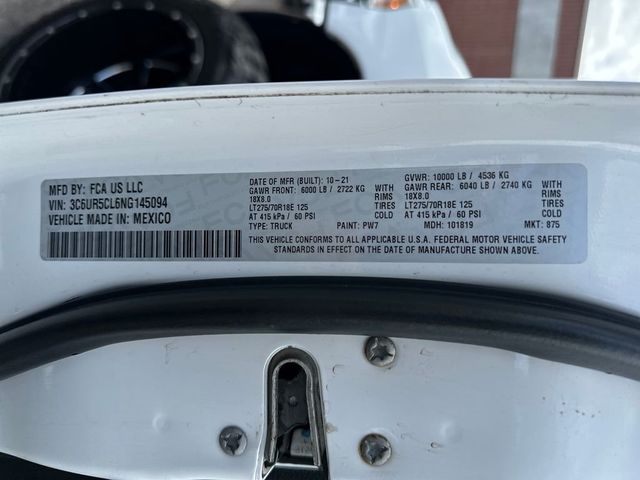 MFD BY: FCA US LLC
VIN: 3C6UR5CL6NG145094
VEHICLE MADE IN: MEXICO
DATE OF MFR (BUILT): 10-21
GAWR FRONT: 6000 LB / 2722 KG
18X8.0 RIMS
LT275/70R18E 125 TIRES
AT 415 kPa / 60 PSI COLD
TYPE: TRUCK PAINT: PW7
GVWR: 10000 LB / 4536 KG
GAWR REAR: 6040 LB / 2740 KG
18X8.0 RIMS
LT275/70R18E 125 TIRES
AT 415 kPa / 60 PSI COLD
MDH: 101819 MKT: 875
THIS VEHICLE CONFORMS TO ALL APPLICABLE U.S.A. FEDERAL MOTOR VEHICLE SAFETY
STANDARDS IN EFFECT ON THE DATE OF MANUFACTURE SHOWN ABOVE.